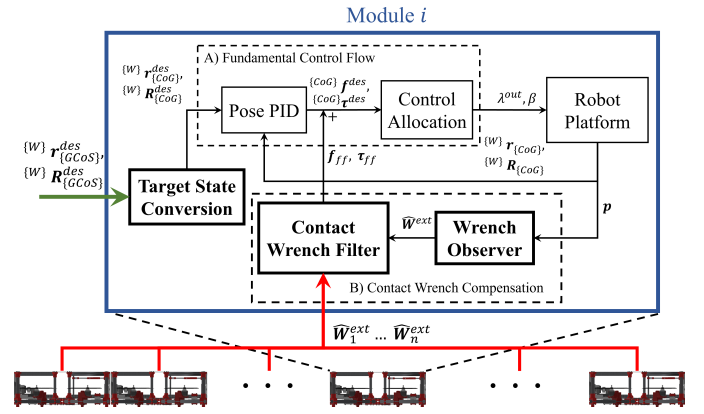 Module i
A) Fundamental Control Flow
{W} r^{des}_{CoG},
{W} R^{des}_{CoG}
Pose PID
{CoG} f^{des},
{CoG} τ^{des}
+
Control
Allocation
λ^{out}, β
Robot
Platform
{W} r_{CoG},
{W} R_{CoG}
{W} r^{des}_{GCoS},
{W} R^{des}_{GCoS}
Target State
Conversion
f_{ff}, τ_{ff}
p
Contact
Wrench Filter
Ŵ^{ext}
Wrench
Observer
B) Contact Wrench Compensation
Ŵ_1^{ext} … Ŵ_n^{ext}